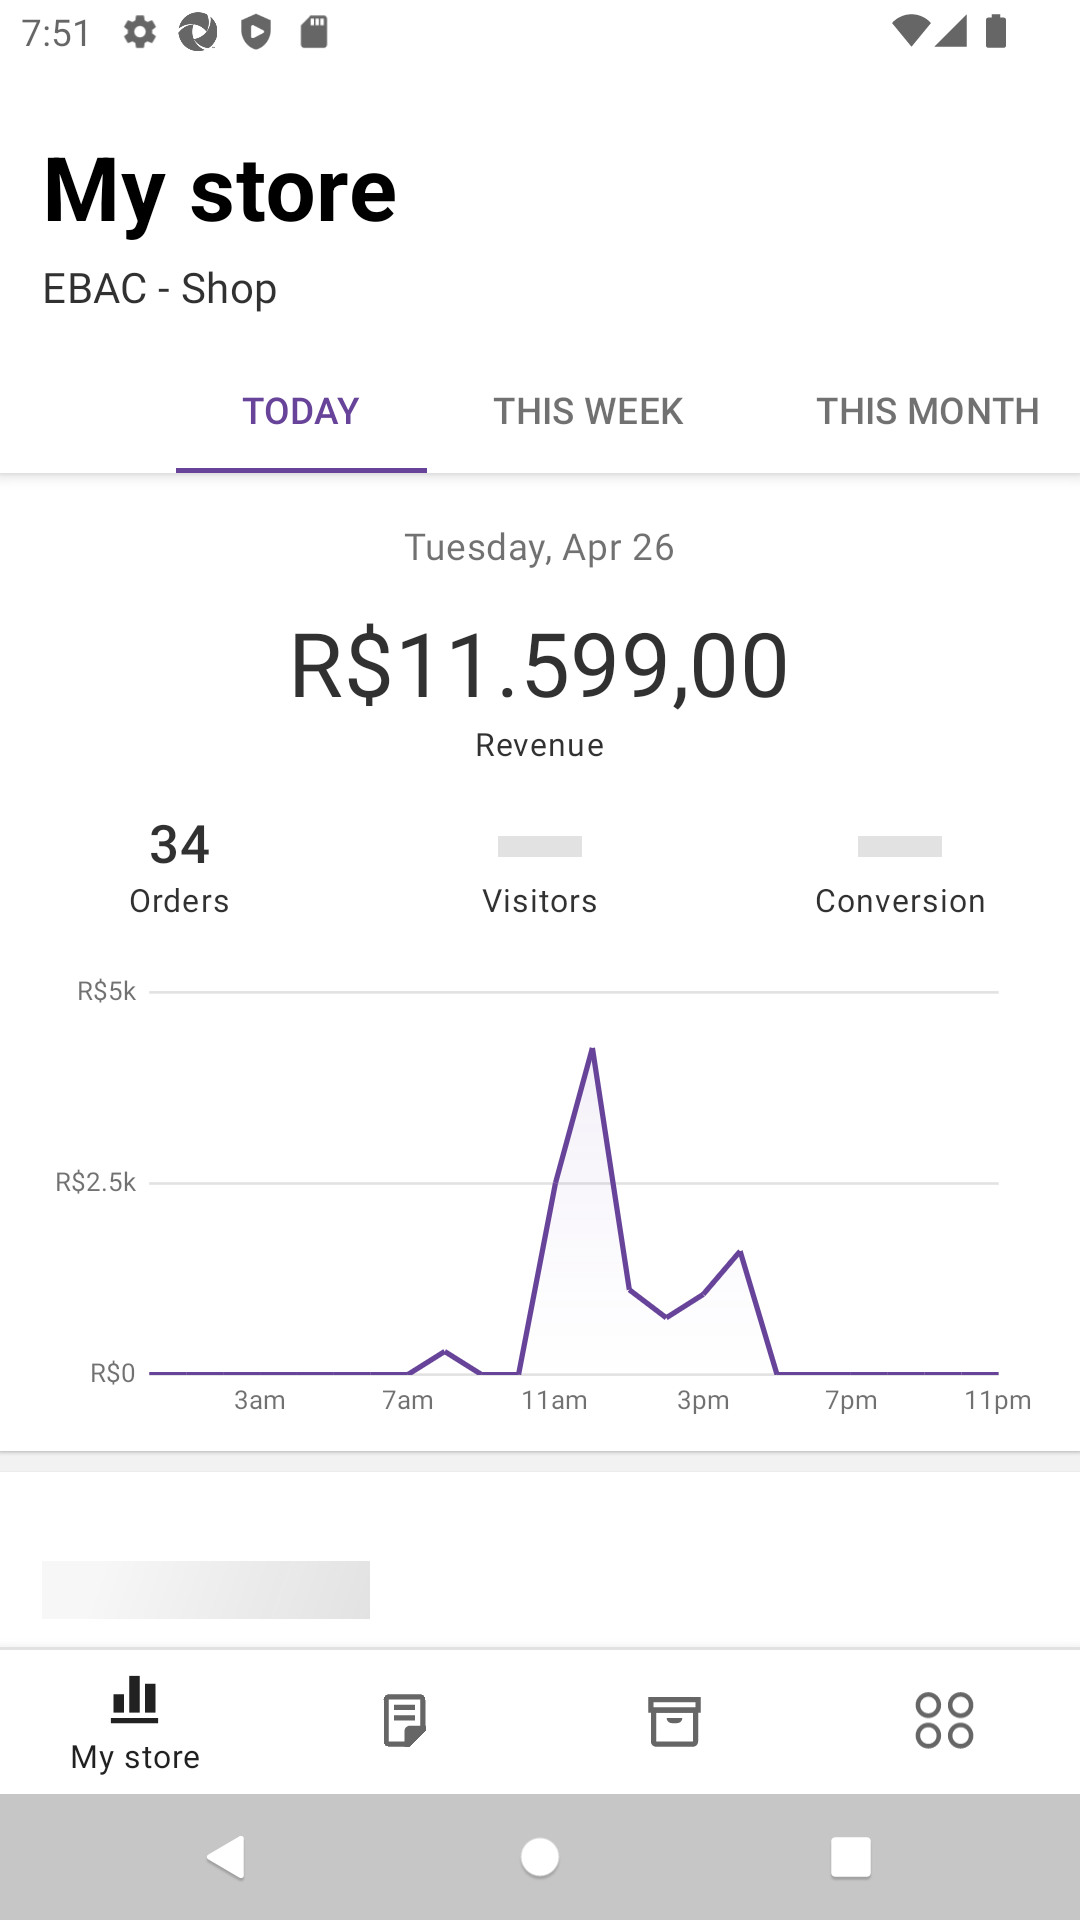 7:51
My store
EBAC - Shop
TODAY THIS WEEK THIS MONTH
Tuesday, Apr 26
R$11.599,00
Revenue
34
Orders Visitors Conversion
R$5k
R$2.5k
R$0
3am 7am 11am 3pm 7pm 11pm
My store